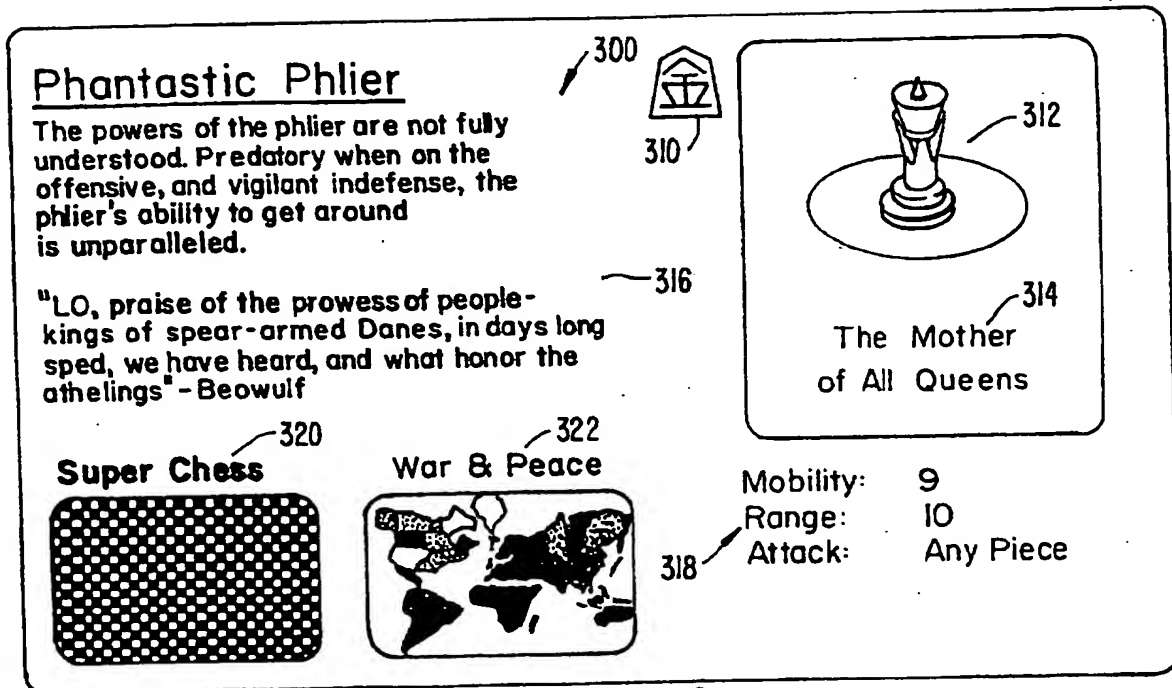 Phantastic Phlier
The powers of the phlier are not fully
understood. Predatory when on the
offensive, and vigilant indefense, the
phlier's ability to get around
is unparalleled.
"LO, praise of the prowess of people-
kings of spear-armed Danes, in days long
sped, we have heard, and what honor the
athelings" - Beowulf
300
310
316
312
314
The Mother
of All Queens
320
Super Chess
322
War & Peace
318
Mobility: 9
Range: 10
Attack: Any Piece